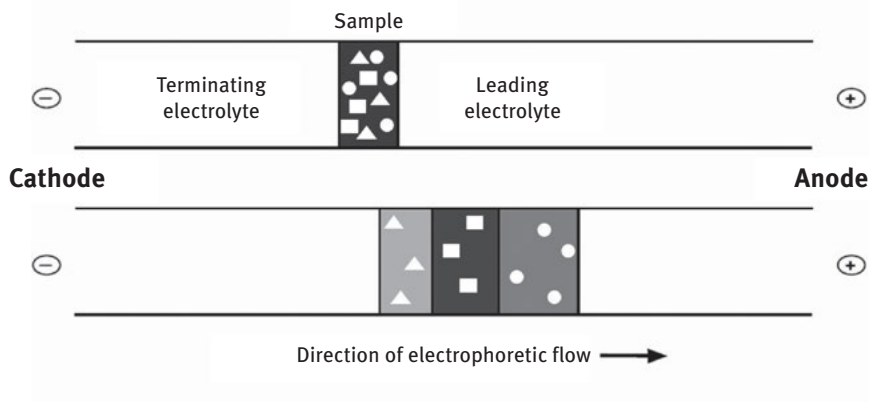 Sample
Terminating
electrolyte
Leading
electrolyte
−
+
Cathode
Anode
−
+
Direction of electrophoretic flow